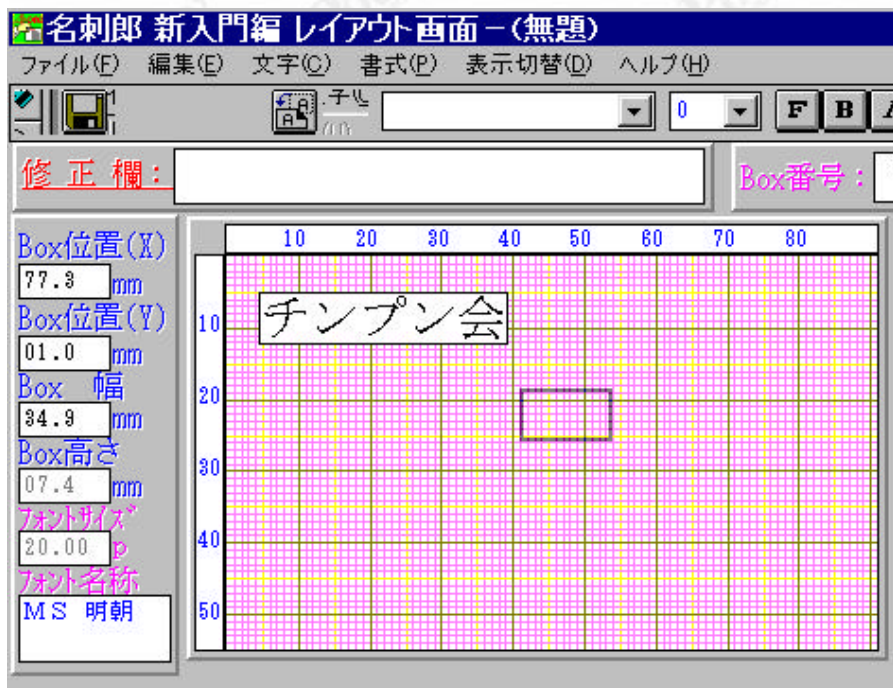 名刺郎 新入門編 レイアウト画面 －(無題)
ファイル(F) 編集(E) 文字(C) 書式(P) 表示切替(D) ヘルプ(H)
0 F B
修正欄：
Box番号：
Box位置(X)
77.3 mm
Box位置(Y)
01.0 mm
Box 幅
34.9 mm
Box高さ
07.4 mm
フォントサイズ
20.00 p
フォント名称
ＭＳ 明朝
10 20 30 40 50 60 70 80
10
20
30
40
50
チンプン会